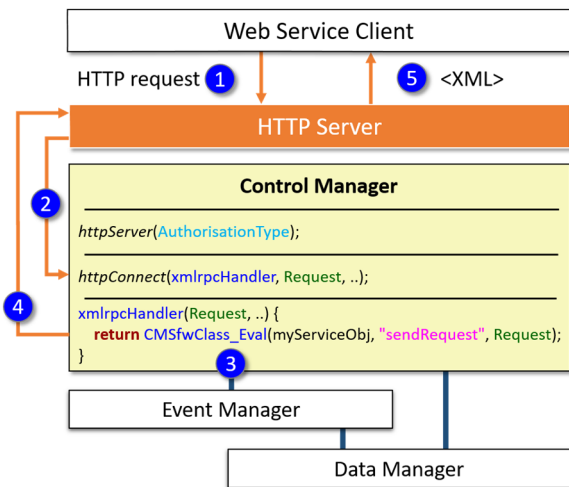 Web Service Client
HTTP request 1
5 <XML>
HTTP Server
Control Manager
2
httpServer(AuthorisationType);
httpConnect(xmlrpcHandler, Request, ..);
4
xmlrpcHandler(Request, ..) {
return CMSfwClass_Eval(myServiceObj, "sendRequest", Request);
}
3
Event Manager
Data Manager